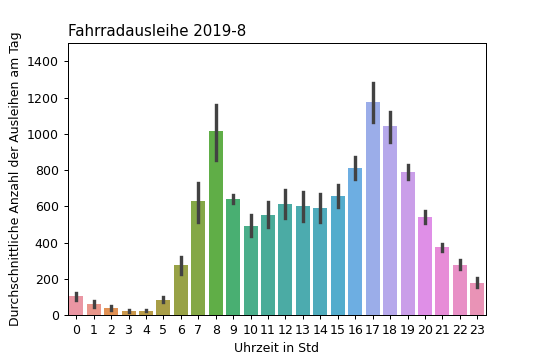 Fahrradausleihe 2019-8
Durchschnittliche Anzahl der Ausleihen am Tag
1400
1200
1000
800
600
400
200
0
0 1 2 3 4 5 6 7 8 9 10 11 12 13 14 15 16 17 18 19 20 21 22 23
Uhrzeit in Std